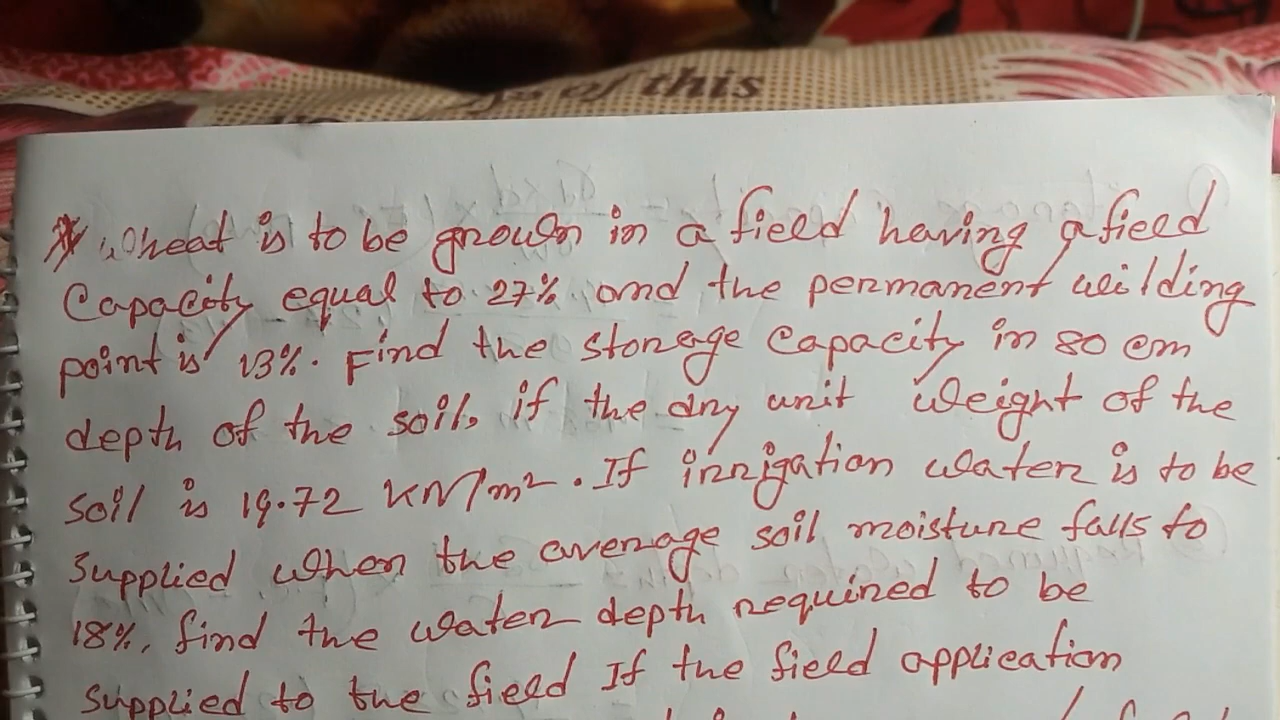 of this
Wheat is to be grown in a field having a field
Capacity equal to 27% and the permanent wilding
point is 13%. Find the storage capacity in 80 cm
depth of the soil, if the dry unit weight of the
soil is 14.72 KN/m². If irrigation water is to be
supplied when the average soil moisture falls to
18%, find the water depth required to be
supplied to the field If the field application